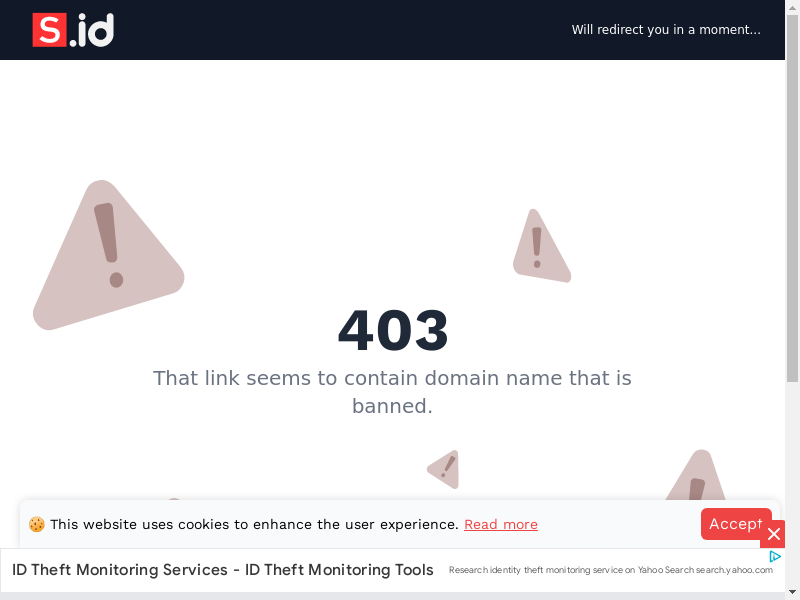 S.id
Will redirect you in a moment...
403
That link seems to contain domain name that is
banned.
🍪 This website uses cookies to enhance the user experience. Read more
Accept
ID Theft Monitoring Services - ID Theft Monitoring Tools
Research identity theft monitoring service on Yahoo Search search.yahoo.com